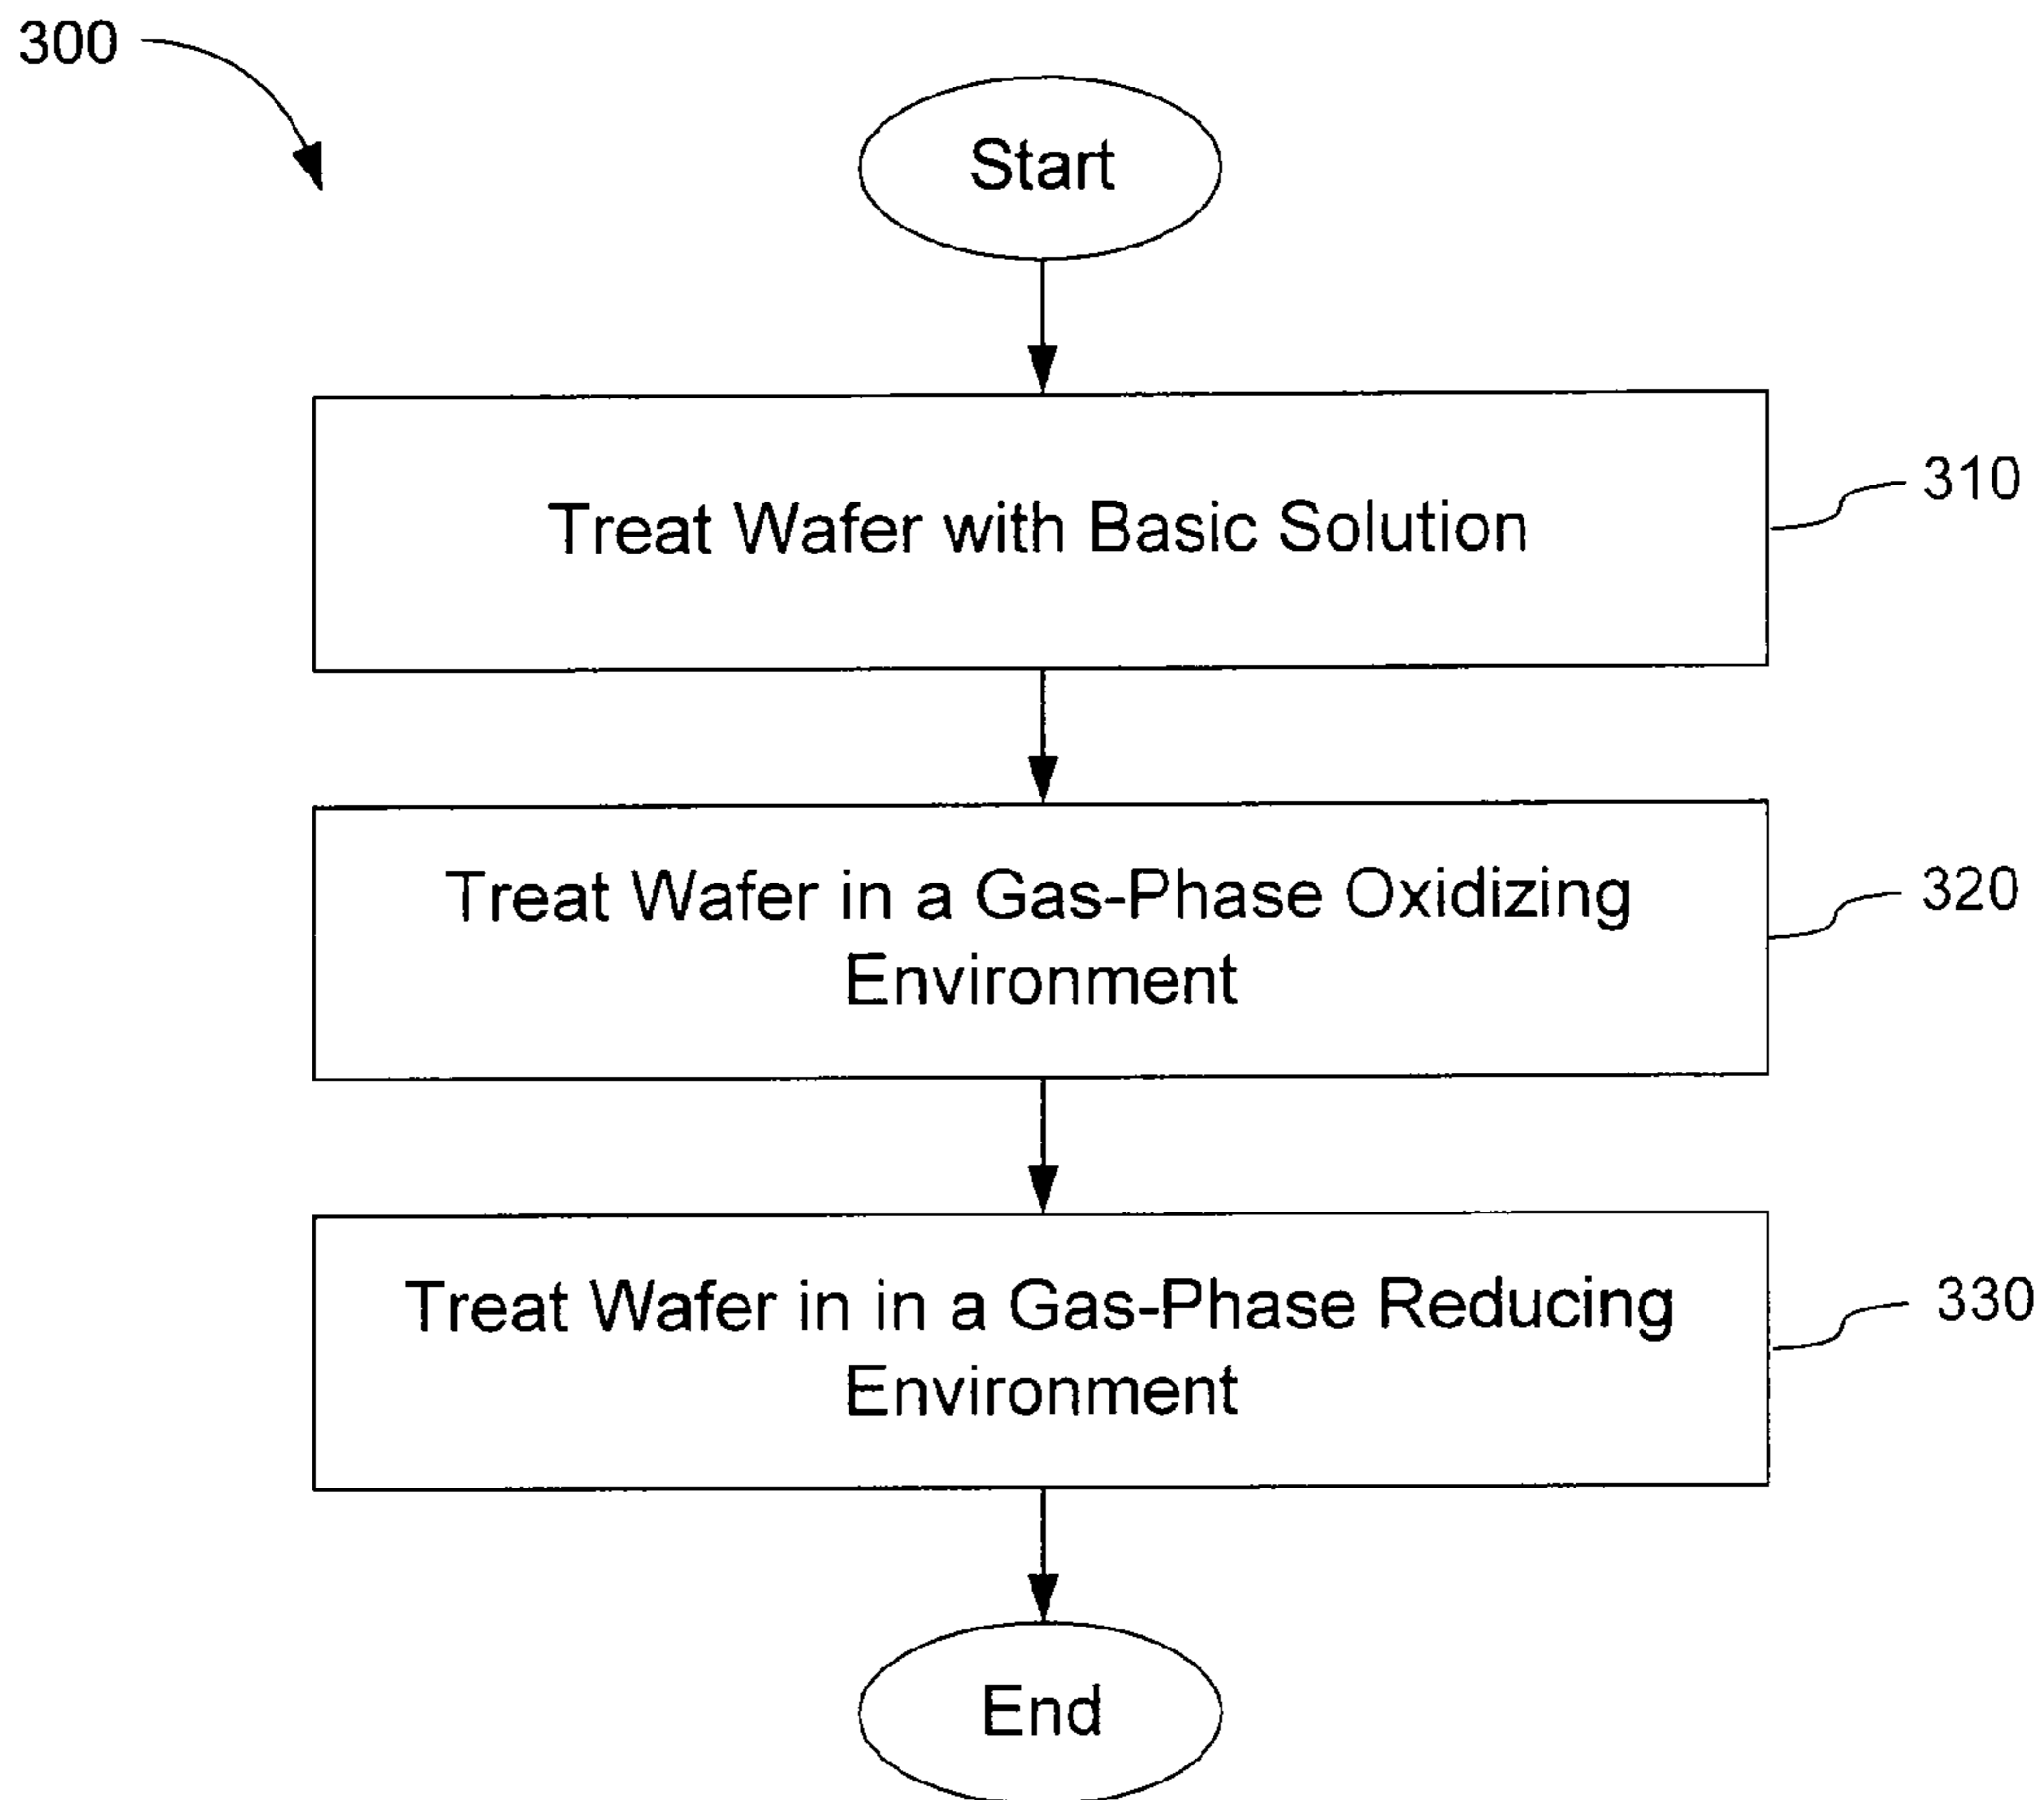 300
Start
Treat Wafer with Basic Solution
310
Treat Wafer in a Gas-Phase Oxidizing
Environment
320
Treat Wafer in in a Gas-Phase Reducing
Environment
330
End